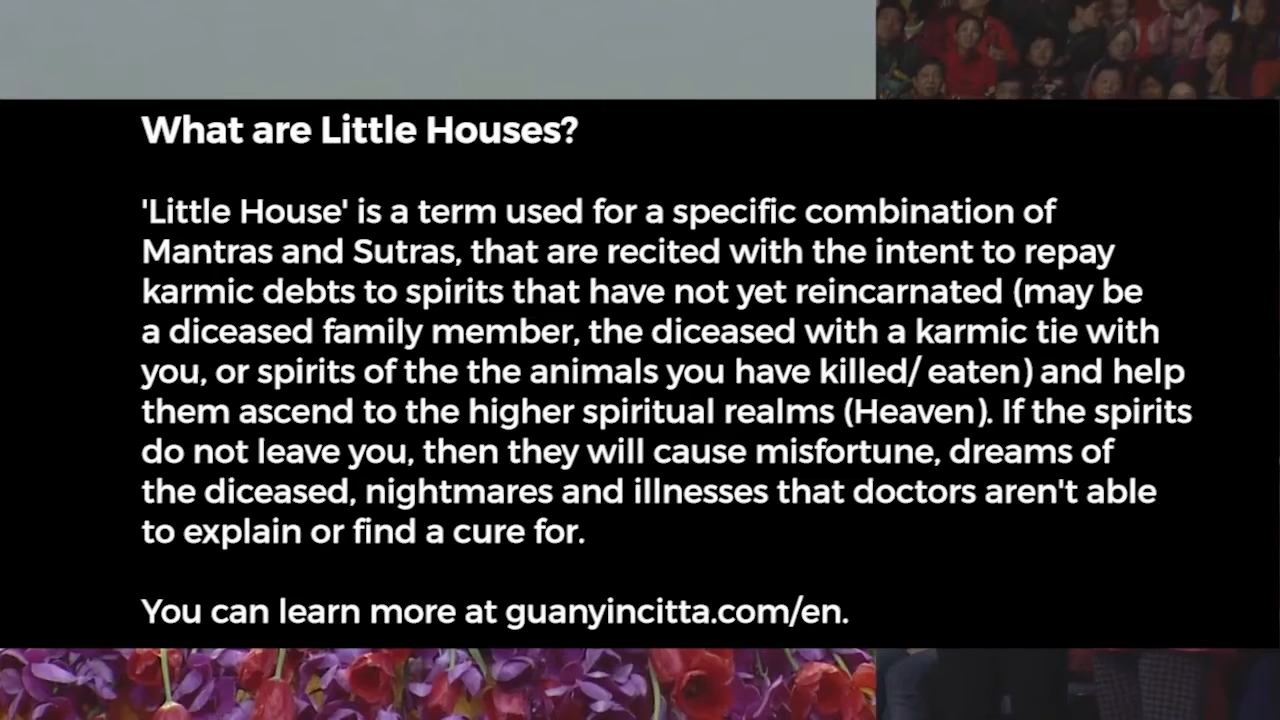 What are Little Houses?
'Little House' is a term used for a specific combination of
Mantras and Sutras, that are recited with the intent to repay
karmic debts to spirits that have not yet reincarnated (may be
a diceased family member, the diceased with a karmic tie with
you, or spirits of the the animals you have killed/ eaten) and help
them ascend to the higher spiritual realms (Heaven). If the spirits
do not leave you, then they will cause misfortune, dreams of
the diceased, nightmares and illnesses that doctors aren't able
to explain or find a cure for.
You can learn more at guanyincitta.com/en.